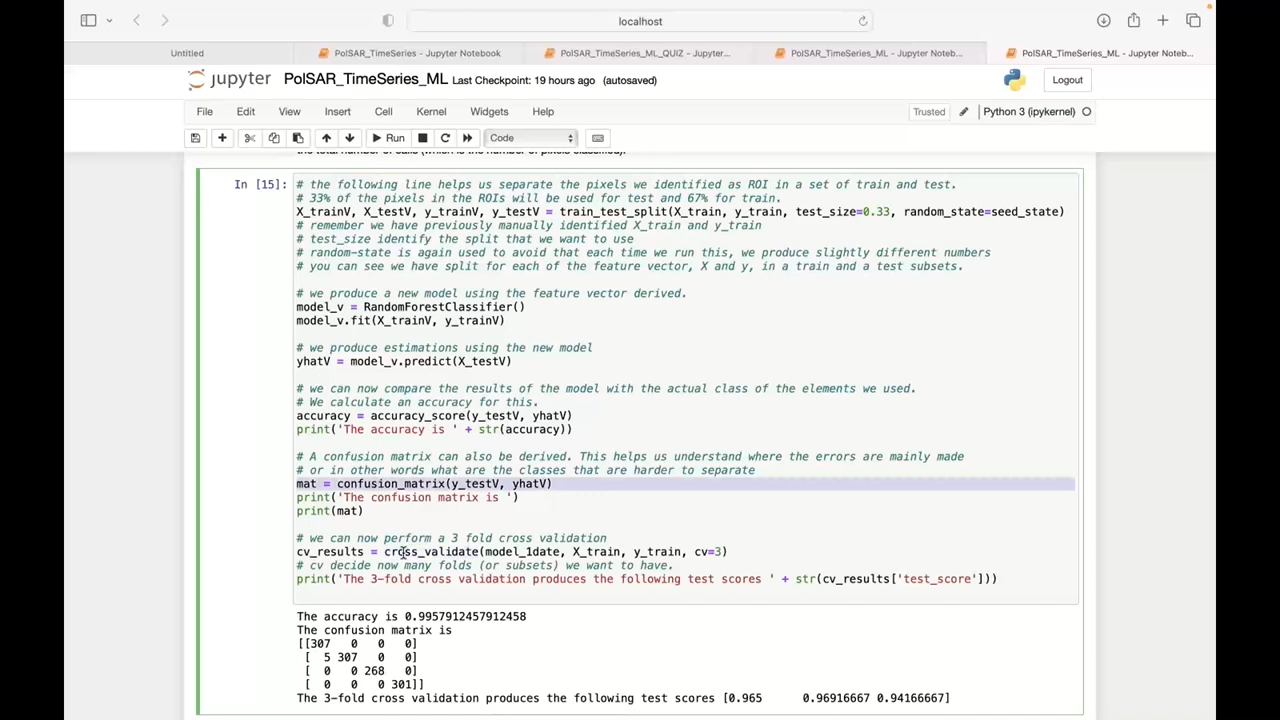 localhost
Untitled
PolSAR_TimeSeries - Jupyter Notebook
PolSAR_TimeSeries_ML_QUIZ - Jupyter...
PolSAR_TimeSeries_ML - Jupyter Noteb...
PolSAR_TimeSeries_ML - Jupyter Noteb...
jupyter PolSAR_TimeSeries_ML Last Checkpoint: 19 hours ago (autosaved)
Logout
File Edit View Insert Cell Kernel Widgets Help
Trusted
Python 3 (ipykernel)
Run
Code
the total number of calls (which is the number of pixels classified).
In [15]:
# the following line helps us separate the pixels we identified as ROI in a set of train and test.
# 33% of the pixels in the ROIs will be used for test and 67% for train.
X_trainV, X_testV, y_trainV, y_testV = train_test_split(X_train, y_train, test_size=0.33, random_state=seed_state)
# remember we have previously manually identified X_train and y_train
# test_size identify the split that we want to use
# random-state is again used to avoid that each time we run this, we produce slightly different numbers
# you can see we have split for each of the feature vector, X and y, in a train and a test subsets.
# we produce a new model using the feature vector derived.
model_v = RandomForestClassifier()
model_v.fit(X_trainV, y_trainV)
# we produce estimations using the new model
yhatV = model_v.predict(X_testV)
# we can now compare the results of the model with the actual class of the elements we used.
# We calculate an accuracy for this.
accuracy = accuracy_score(y_testV, yhatV)
print('The accuracy is ' + str(accuracy))
# A confusion matrix can also be derived. This helps us understand where the errors are mainly made
# or in other words what are the classes that are harder to separate
mat = confusion_matrix(y_testV, yhatV)
print('The confusion matrix is ')
print(mat)
# we can now perform a 3 fold cross validation
cv_results = cross_validate(model_1date, X_train, y_train, cv=3)
# cv decide now many folds (or subsets) we want to have.
print('The 3-fold cross validation produces the following test scores ' + str(cv_results['test_score']))
The accuracy is 0.9957912457912458
The confusion matrix is
[[307 0 0 0]
[ 5 307 0 0]
[ 0 0 268 0]
[ 0 0 0 301]]
The 3-fold cross validation produces the following test scores [0.965 0.96916667 0.94166667]